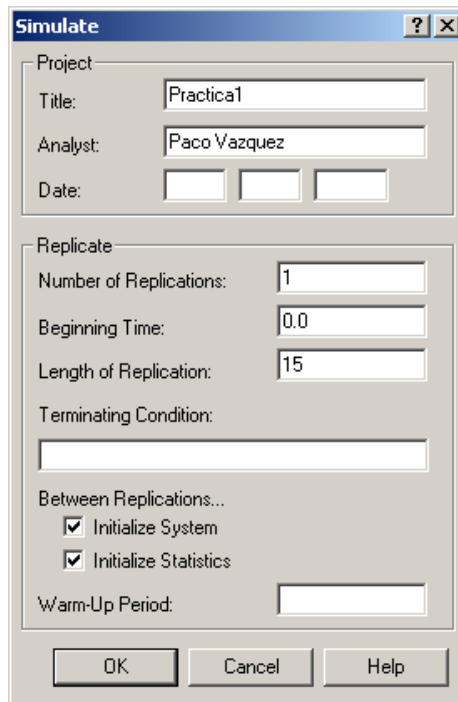 Simulate
Project
Title: Practica1
Analyst: Paco Vazquez
Date:
Replicate
Number of Replications: 1
Beginning Time: 0.0
Length of Replication: 15
Terminating Condition:
Between Replications...
Initialize System
Initialize Statistics
Warm-Up Period:
OK Cancel Help